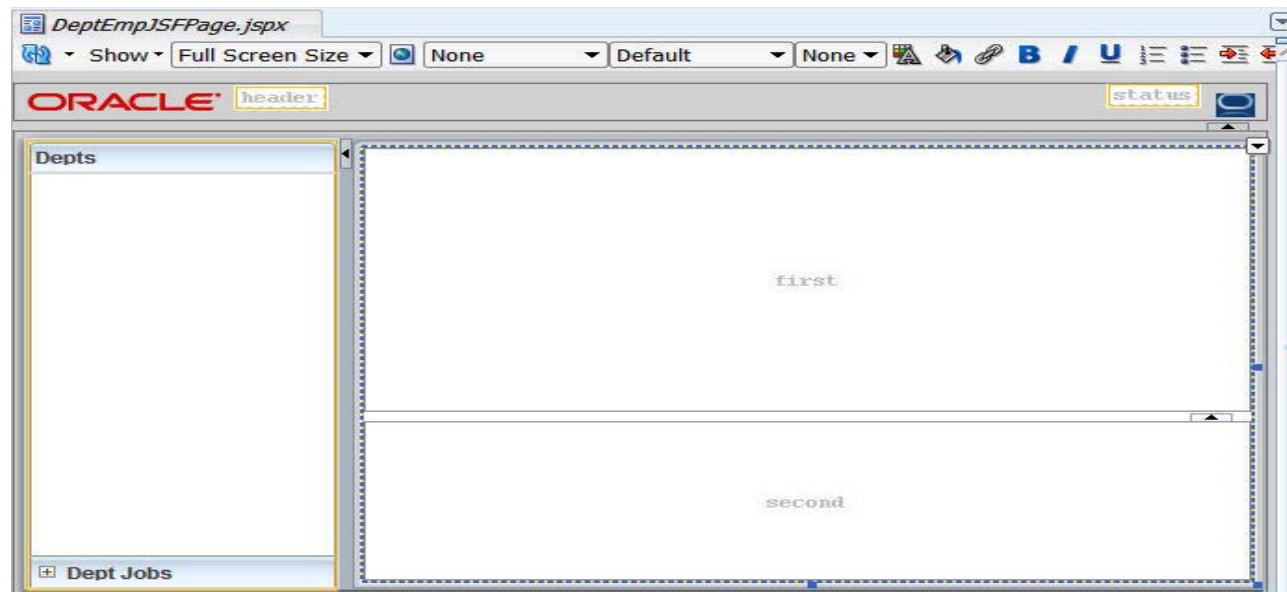 DeptEmpJSFPage.jspx
Show Full Screen Size None Default None A B I U
ORACLE header status
Depts
first
second
Dept Jobs